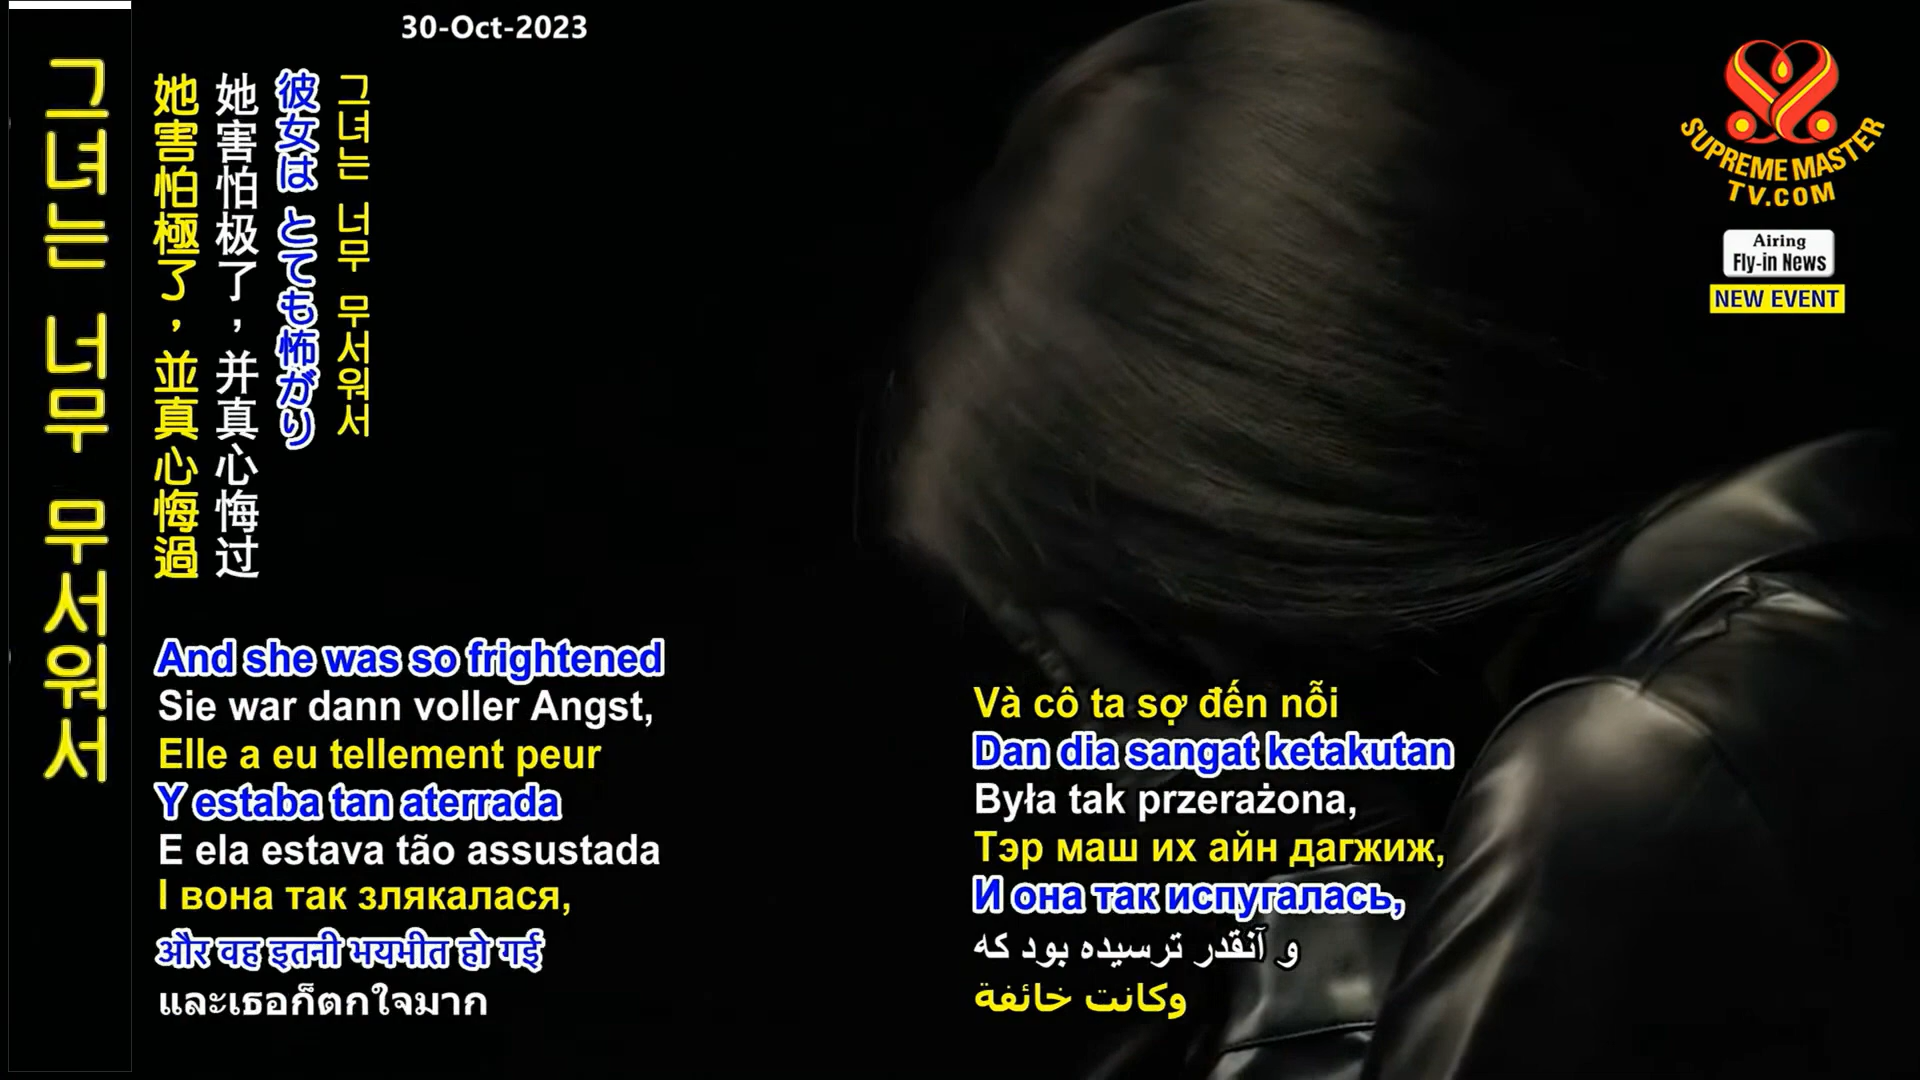 30-Oct-2023
그녀는 너무 무서워서
她害怕極了，並真心悔過
她害怕极了，并真心悔过
彼女は とても怖がり
그녀는 너무 무서워서
And she was so frightened
Sie war dann voller Angst,
Elle a eu tellement peur
Y estaba tan aterrada
E ela estava tão assustada
І вона так злякалася,
और वह इतनी भयभीत हो गई
และเธอก็ตกใจมาก
Và cô ta sợ đến nỗi
Dan dia sangat ketakutan
Była tak przerażona,
Тэр маш их айн дагжиж,
И она так испугалась,
و آنقدر ترسیده بود که
وكانت خائفة
SUPREME MASTER
TV.COM
Airing
Fly-in News
NEW EVENT